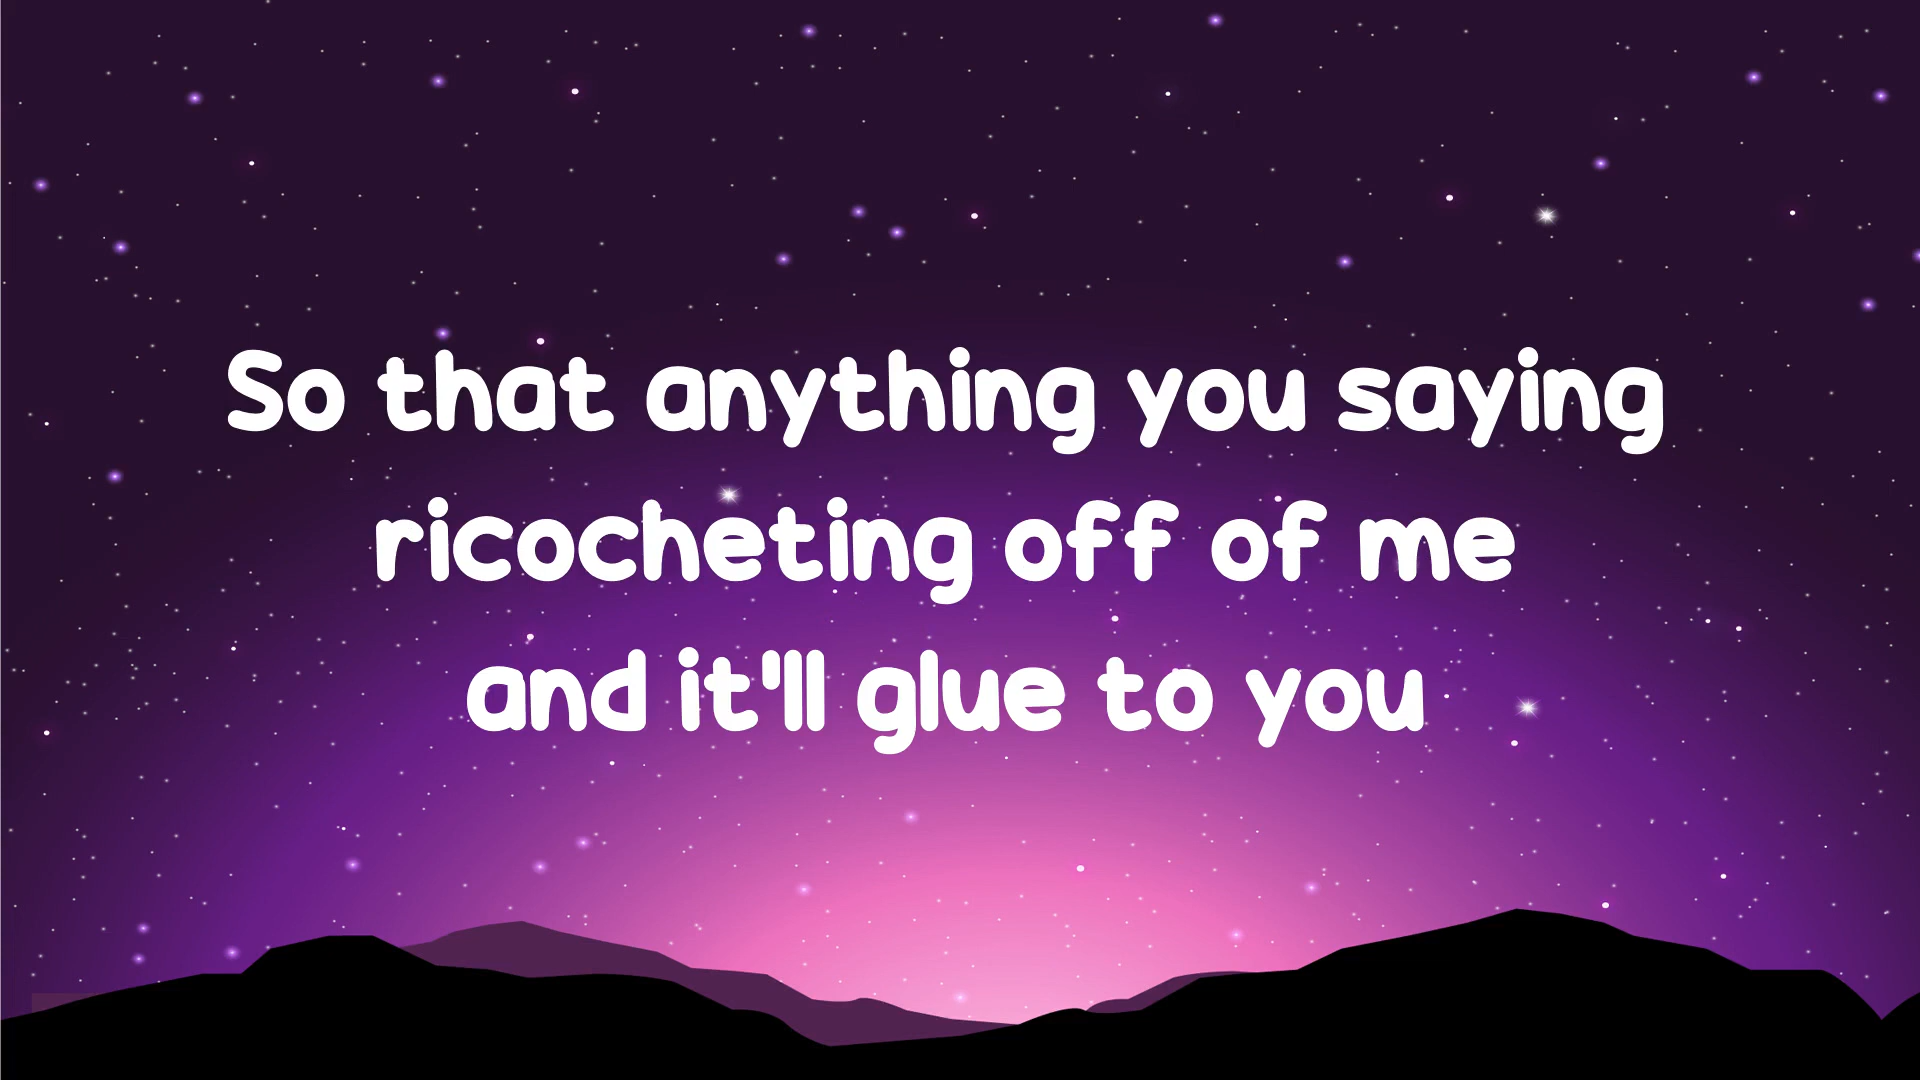 So that anything you saying
ricocheting off of me
and it'll glue to you